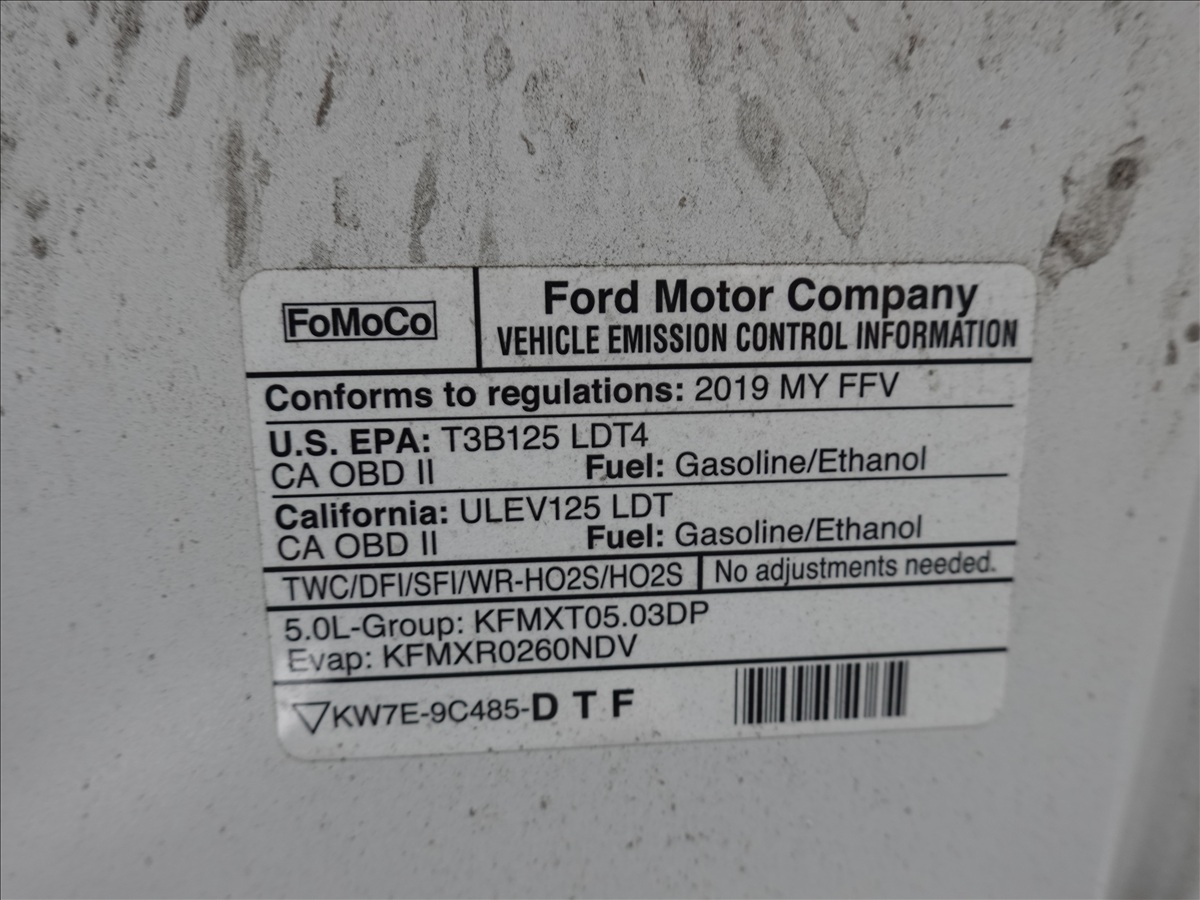 FoMoCo
Ford Motor Company
VEHICLE EMISSION CONTROL INFORMATION
Conforms to regulations: 2019 MY FFV
U.S. EPA: T3B125 LDT4
CA OBD II Fuel: Gasoline/Ethanol
California: ULEV125 LDT
CA OBD II Fuel: Gasoline/Ethanol
TWC/DFI/SFI/WR-HO2S/HO2S No adjustments needed.
5.0L-Group: KFMXT05.03DP
Evap: KFMXR0260NDV
KW7E-9C485-D T F